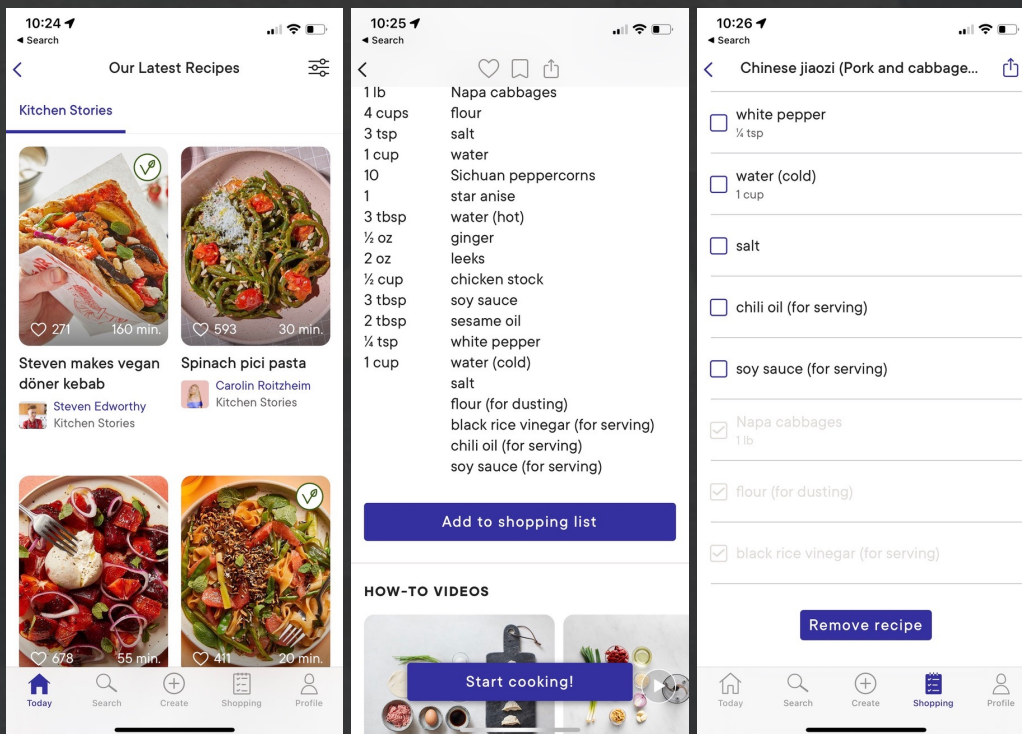 10:24
◄ Search
Our Latest Recipes
Kitchen Stories
271
160 min.
593
30 min.
Steven makes vegan
döner kebab
Steven Edworthy
Kitchen Stories
Spinach pici pasta
Carolin Roitzheim
Kitchen Stories
678
55 min.
411
20 min.
Today
Search
Create
Shopping
Profile
10:25
◄ Search
1 lb Napa cabbages
4 cups flour
3 tsp salt
1 cup water
10 Sichuan peppercorns
1 star anise
3 tbsp water (hot)
½ oz ginger
2 oz leeks
½ cup chicken stock
3 tbsp soy sauce
2 tbsp sesame oil
¼ tsp white pepper
1 cup water (cold)
salt
flour (for dusting)
black rice vinegar (for serving)
chili oil (for serving)
soy sauce (for serving)
Add to shopping list
HOW-TO VIDEOS
Start cooking!
10:26
◄ Search
Chinese jiaozi (Pork and cabbage...
white pepper
¼ tsp
water (cold)
1 cup
salt
chili oil (for serving)
soy sauce (for serving)
Napa cabbages
1 lb
flour (for dusting)
black rice vinegar (for serving)
Remove recipe
Today
Search
Create
Shopping
Profile